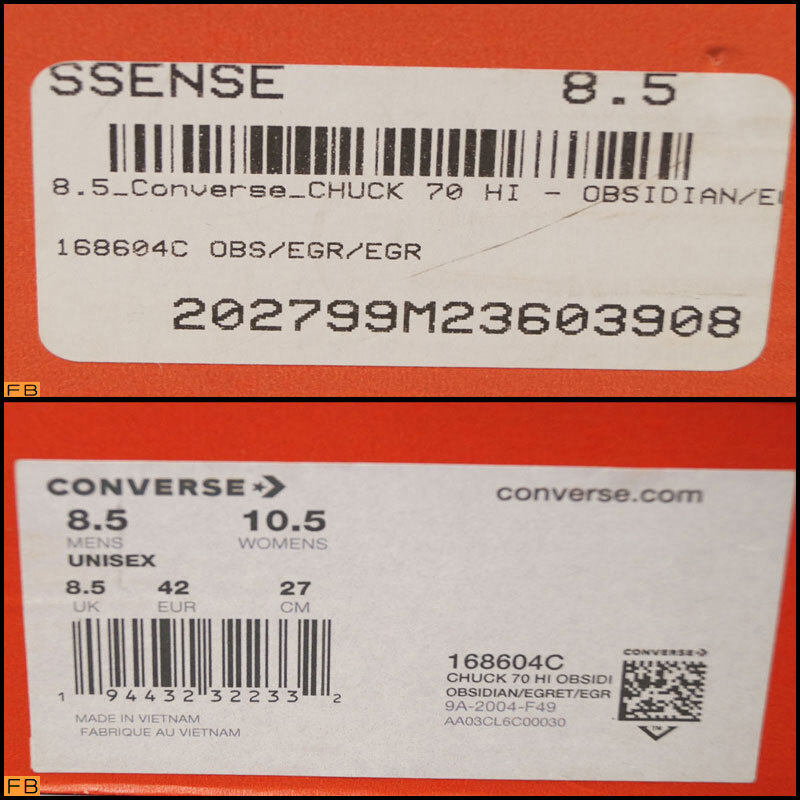 SSENSE 8.5
8.5_Converse_CHUCK 70 HI - OBSIDIAN/E
168604C OBS/EGR/EGR
202799M23603908
FB
CONVERSE converse.com
8.5 10.5
MENS WOMENS
UNISEX
8.5 42 27
UK EUR CM
1 94432 32233 2
MADE IN VIETNAM
FABRIQUE AU VIETNAM
CONVERSE
168604C
CHUCK 70 HI OBSIDI
OBSIDIAN/EGRET/EGR
9A-2004-F49
AA03CL6C00030
TM
FB